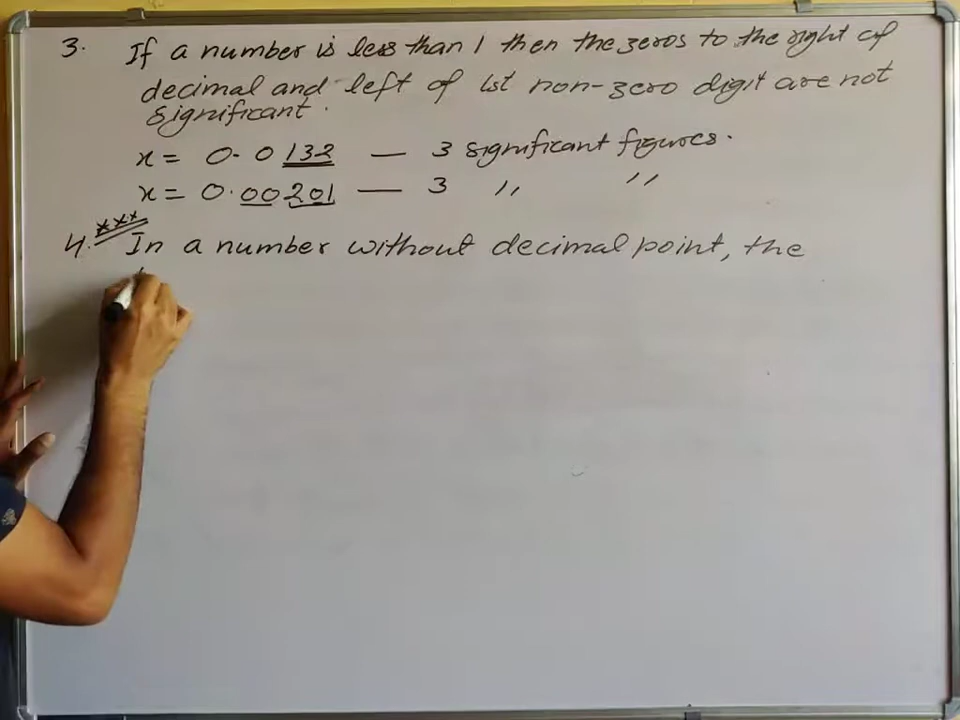 3. If a number is less than 1 then the zeros to the right of
decimal and left of 1st non-zero digit are not
significant.
x = 0.0132 — 3 significant figures.
x = 0.00201 — 3 " "
4. *** In a number without decimal point, the